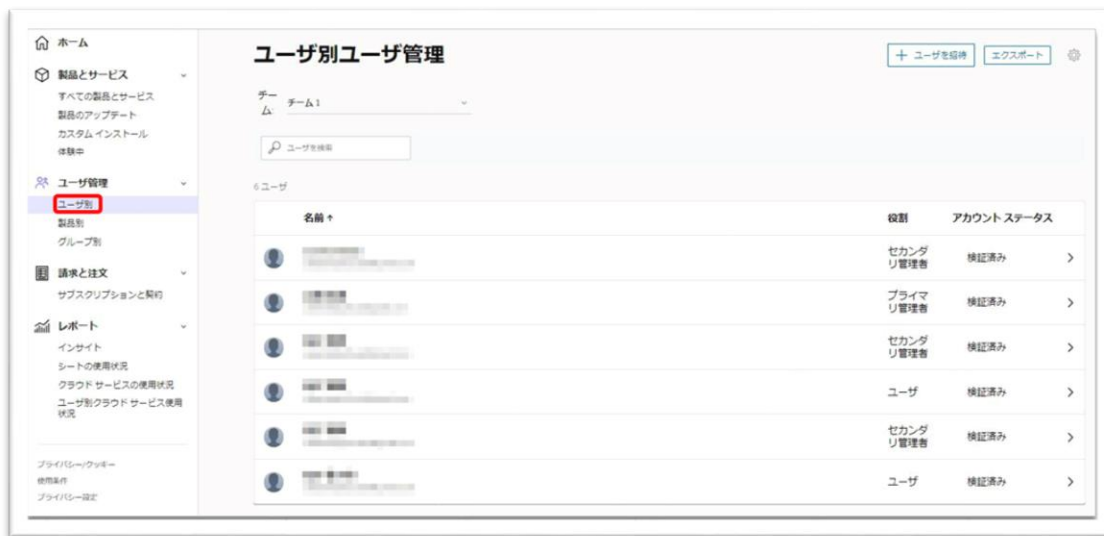 ホーム
製品とサービス
すべての製品とサービス
製品のアップデート
カスタム インストール
体験中
ユーザ管理
ユーザ別
製品別
グループ別
請求と注文
サブスクリプションと契約
レポート
インサイト
シートの使用状況
クラウド サービスの使用状況
ユーザ別クラウド サービス使用
状況
プライバシー/クッキー
使用条件
プライバシー設定
ユーザ別ユーザ管理
ユーザを招待
エクスポート
チー
ム:
チーム 1
ユーザを検索
6 ユーザ
名前 ↑ 役割 アカウント ステータス
セカンダ
リ管理者
検証済み
プライマ
リ管理者
検証済み
セカンダ
リ管理者
検証済み
ユーザ 検証済み
セカンダ
リ管理者
検証済み
ユーザ 検証済み